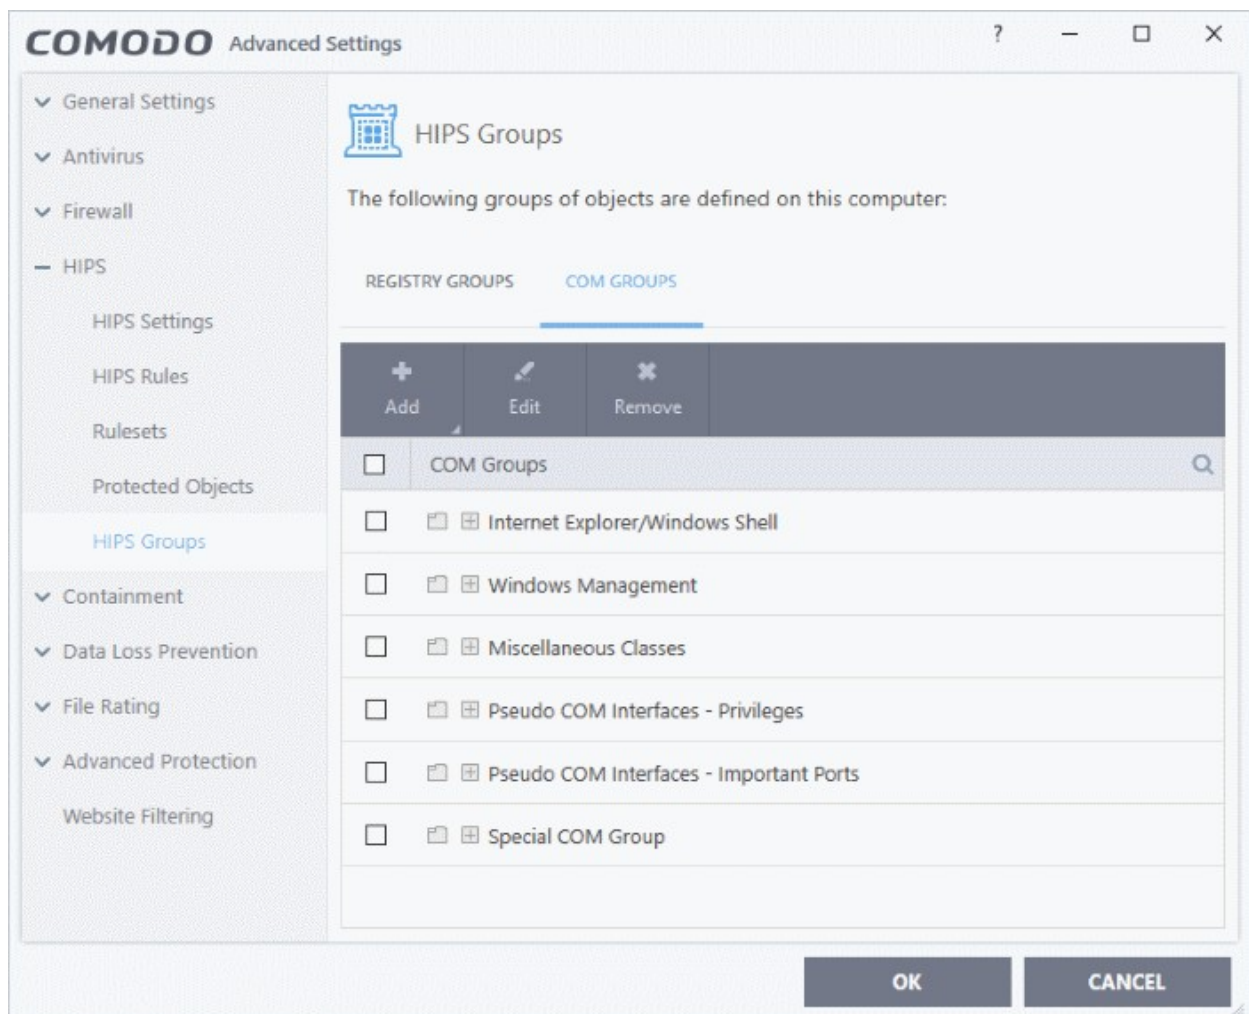 COMODO Advanced Settings ?
General Settings
Antivirus
Firewall
HIPS
HIPS Settings
HIPS Rules
Rulesets
Protected Objects
HIPS Groups
Containment
Data Loss Prevention
File Rating
Advanced Protection
Website Filtering
HIPS Groups
The following groups of objects are defined on this computer:
REGISTRY GROUPS COM GROUPS
Add Edit Remove
COM Groups
Internet Explorer/Windows Shell
Windows Management
Miscellaneous Classes
Pseudo COM Interfaces - Privileges
Pseudo COM Interfaces - Important Ports
Special COM Group
OK CANCEL